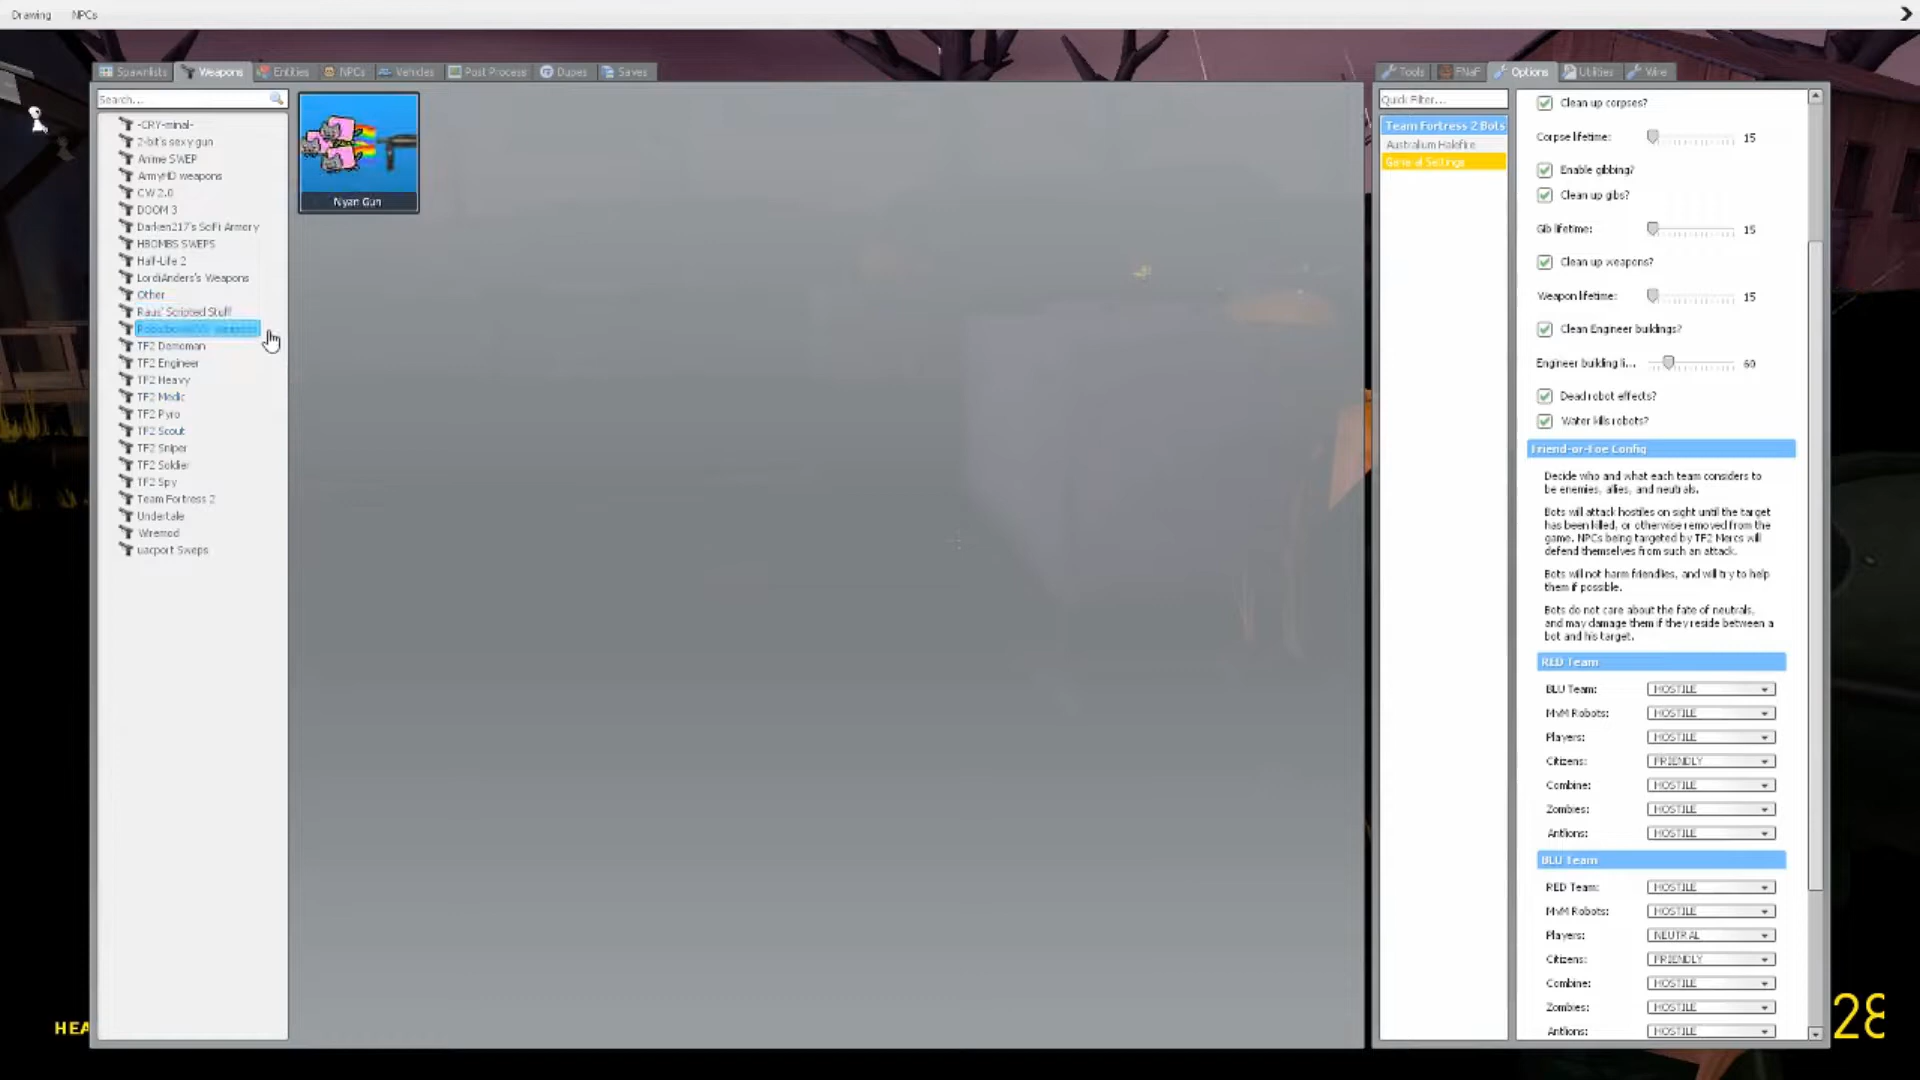 Drawing NPCs
Spawnlists Weapons Entities NPCs Vehicles Post Process Dupes Saves
Search...
-CRY-minal-
2-bit's sexy gun
Anime SWEP
ArmyHD weapons
CW 2.0
DOOM 3
Darken217's SciFi Armory
HBOMBS SWEPS
Half-Life 2
LordiAnders's Weapons
Other
Raus' Scripted Stuff
TF2 Demoman
TF2 Engineer
TF2 Heavy
TF2 Medic
TF2 Pyro
TF2 Scout
TF2 Sniper
TF2 Soldier
TF2 Spy
Team Fortress 2
Undertale
Wiremod
uacport Sweps
Nyan Gun
Tools FNaF Options Utilities Wire
Quick Filter...
Team Fortress 2 Bots
Australium Halefire
General Settings
Clean up corpses?
Corpse lifetime: 15
Enable gibbing?
Clean up gibs?
Gib lifetime: 15
Clean up weapons?
Weapon lifetime: 15
Clean Engineer buildings?
Engineer building li... 60
Dead robot effects?
Water kills robots?
Friend-or-Foe Config
Decide who and what each team considers to
be enemies, allies, and neutrals.
Bots will attack hostiles on sight until the target
has been killed, or otherwise removed from the
game. NPCs being targeted by TF2 Mercs will
defend themselves from such an attack.
Bots will not harm friendlies, and will try to help
them if possible.
Bots do not care about the fate of neutrals,
and may damage them if they reside between a
bot and his target.
RED Team
BLU Team: HOSTILE
MvM Robots: HOSTILE
Players: HOSTILE
Citizens: FRIENDLY
Combine: HOSTILE
Zombies: HOSTILE
Antlions: HOSTILE
BLU Team
RED Team: HOSTILE
MvM Robots: HOSTILE
Players: NEUTRAL
Citizens: FRIENDLY
Combine: HOSTILE
Zombies: HOSTILE
Antlions: HOSTILE
HEA
28